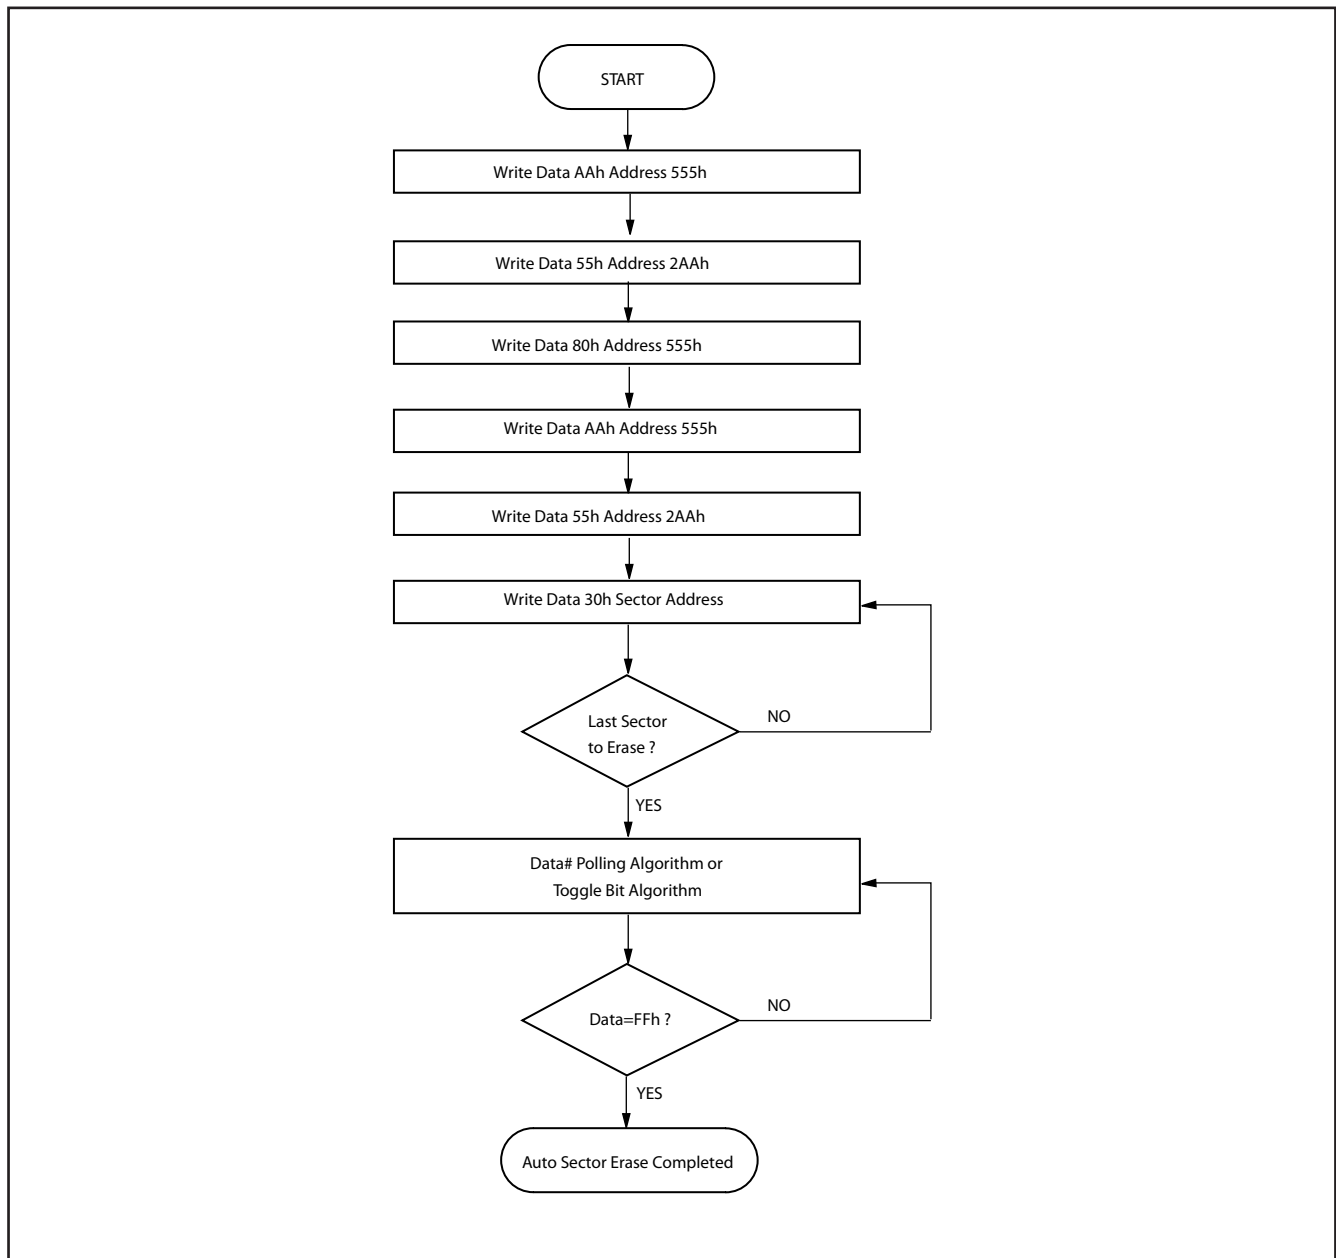 START
Write Data AAh Address 555h
Write Data 55h Address 2AAh
Write Data 80h Address 555h
Write Data AAh Address 555h
Write Data 55h Address 2AAh
Write Data 30h Sector Address
Last Sector
to Erase ?
NO
YES
Data# Polling Algorithm or
Toggle Bit Algorithm
Data=FFh ?
NO
YES
Auto Sector Erase Completed